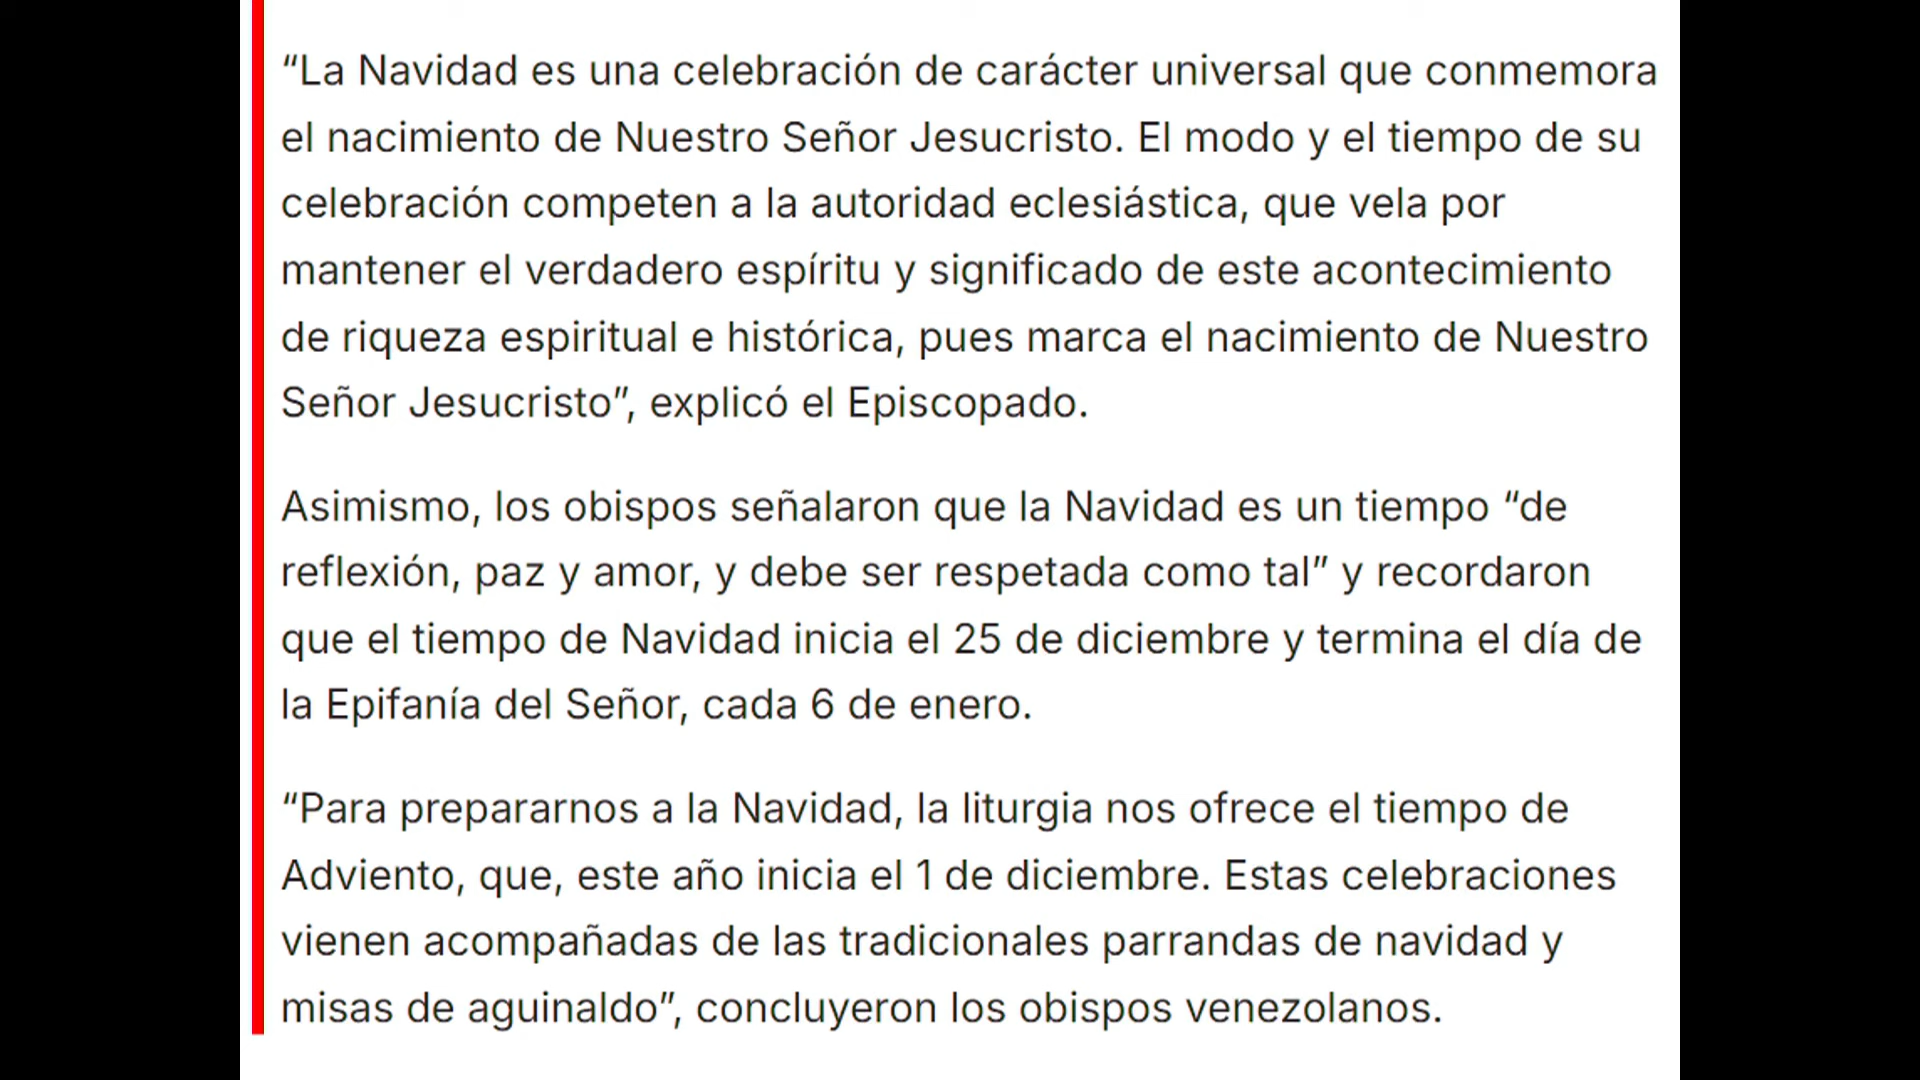 “La Navidad es una celebración de carácter universal que conmemora
el nacimiento de Nuestro Señor Jesucristo. El modo y el tiempo de su
celebración competen a la autoridad eclesiástica, que vela por
mantener el verdadero espíritu y significado de este acontecimiento
de riqueza espiritual e histórica, pues marca el nacimiento de Nuestro
Señor Jesucristo”, explicó el Episcopado.
Asimismo, los obispos señalaron que la Navidad es un tiempo “de
reflexión, paz y amor, y debe ser respetada como tal” y recordaron
que el tiempo de Navidad inicia el 25 de diciembre y termina el día de
la Epifanía del Señor, cada 6 de enero.
“Para prepararnos a la Navidad, la liturgia nos ofrece el tiempo de
Adviento, que, este año inicia el 1 de diciembre. Estas celebraciones
vienen acompañadas de las tradicionales parrandas de navidad y
misas de aguinaldo”, concluyeron los obispos venezolanos.